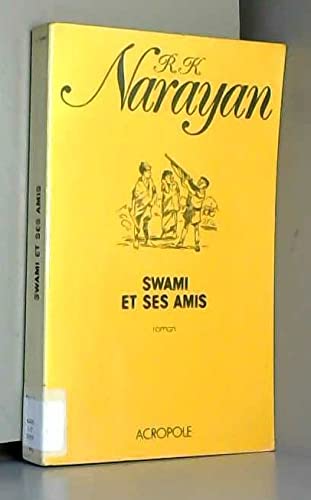 R.K.
Narayan
SWAMI
ET SES AMIS
roman
ACROPOLE
SWAMI ET SES AMIS